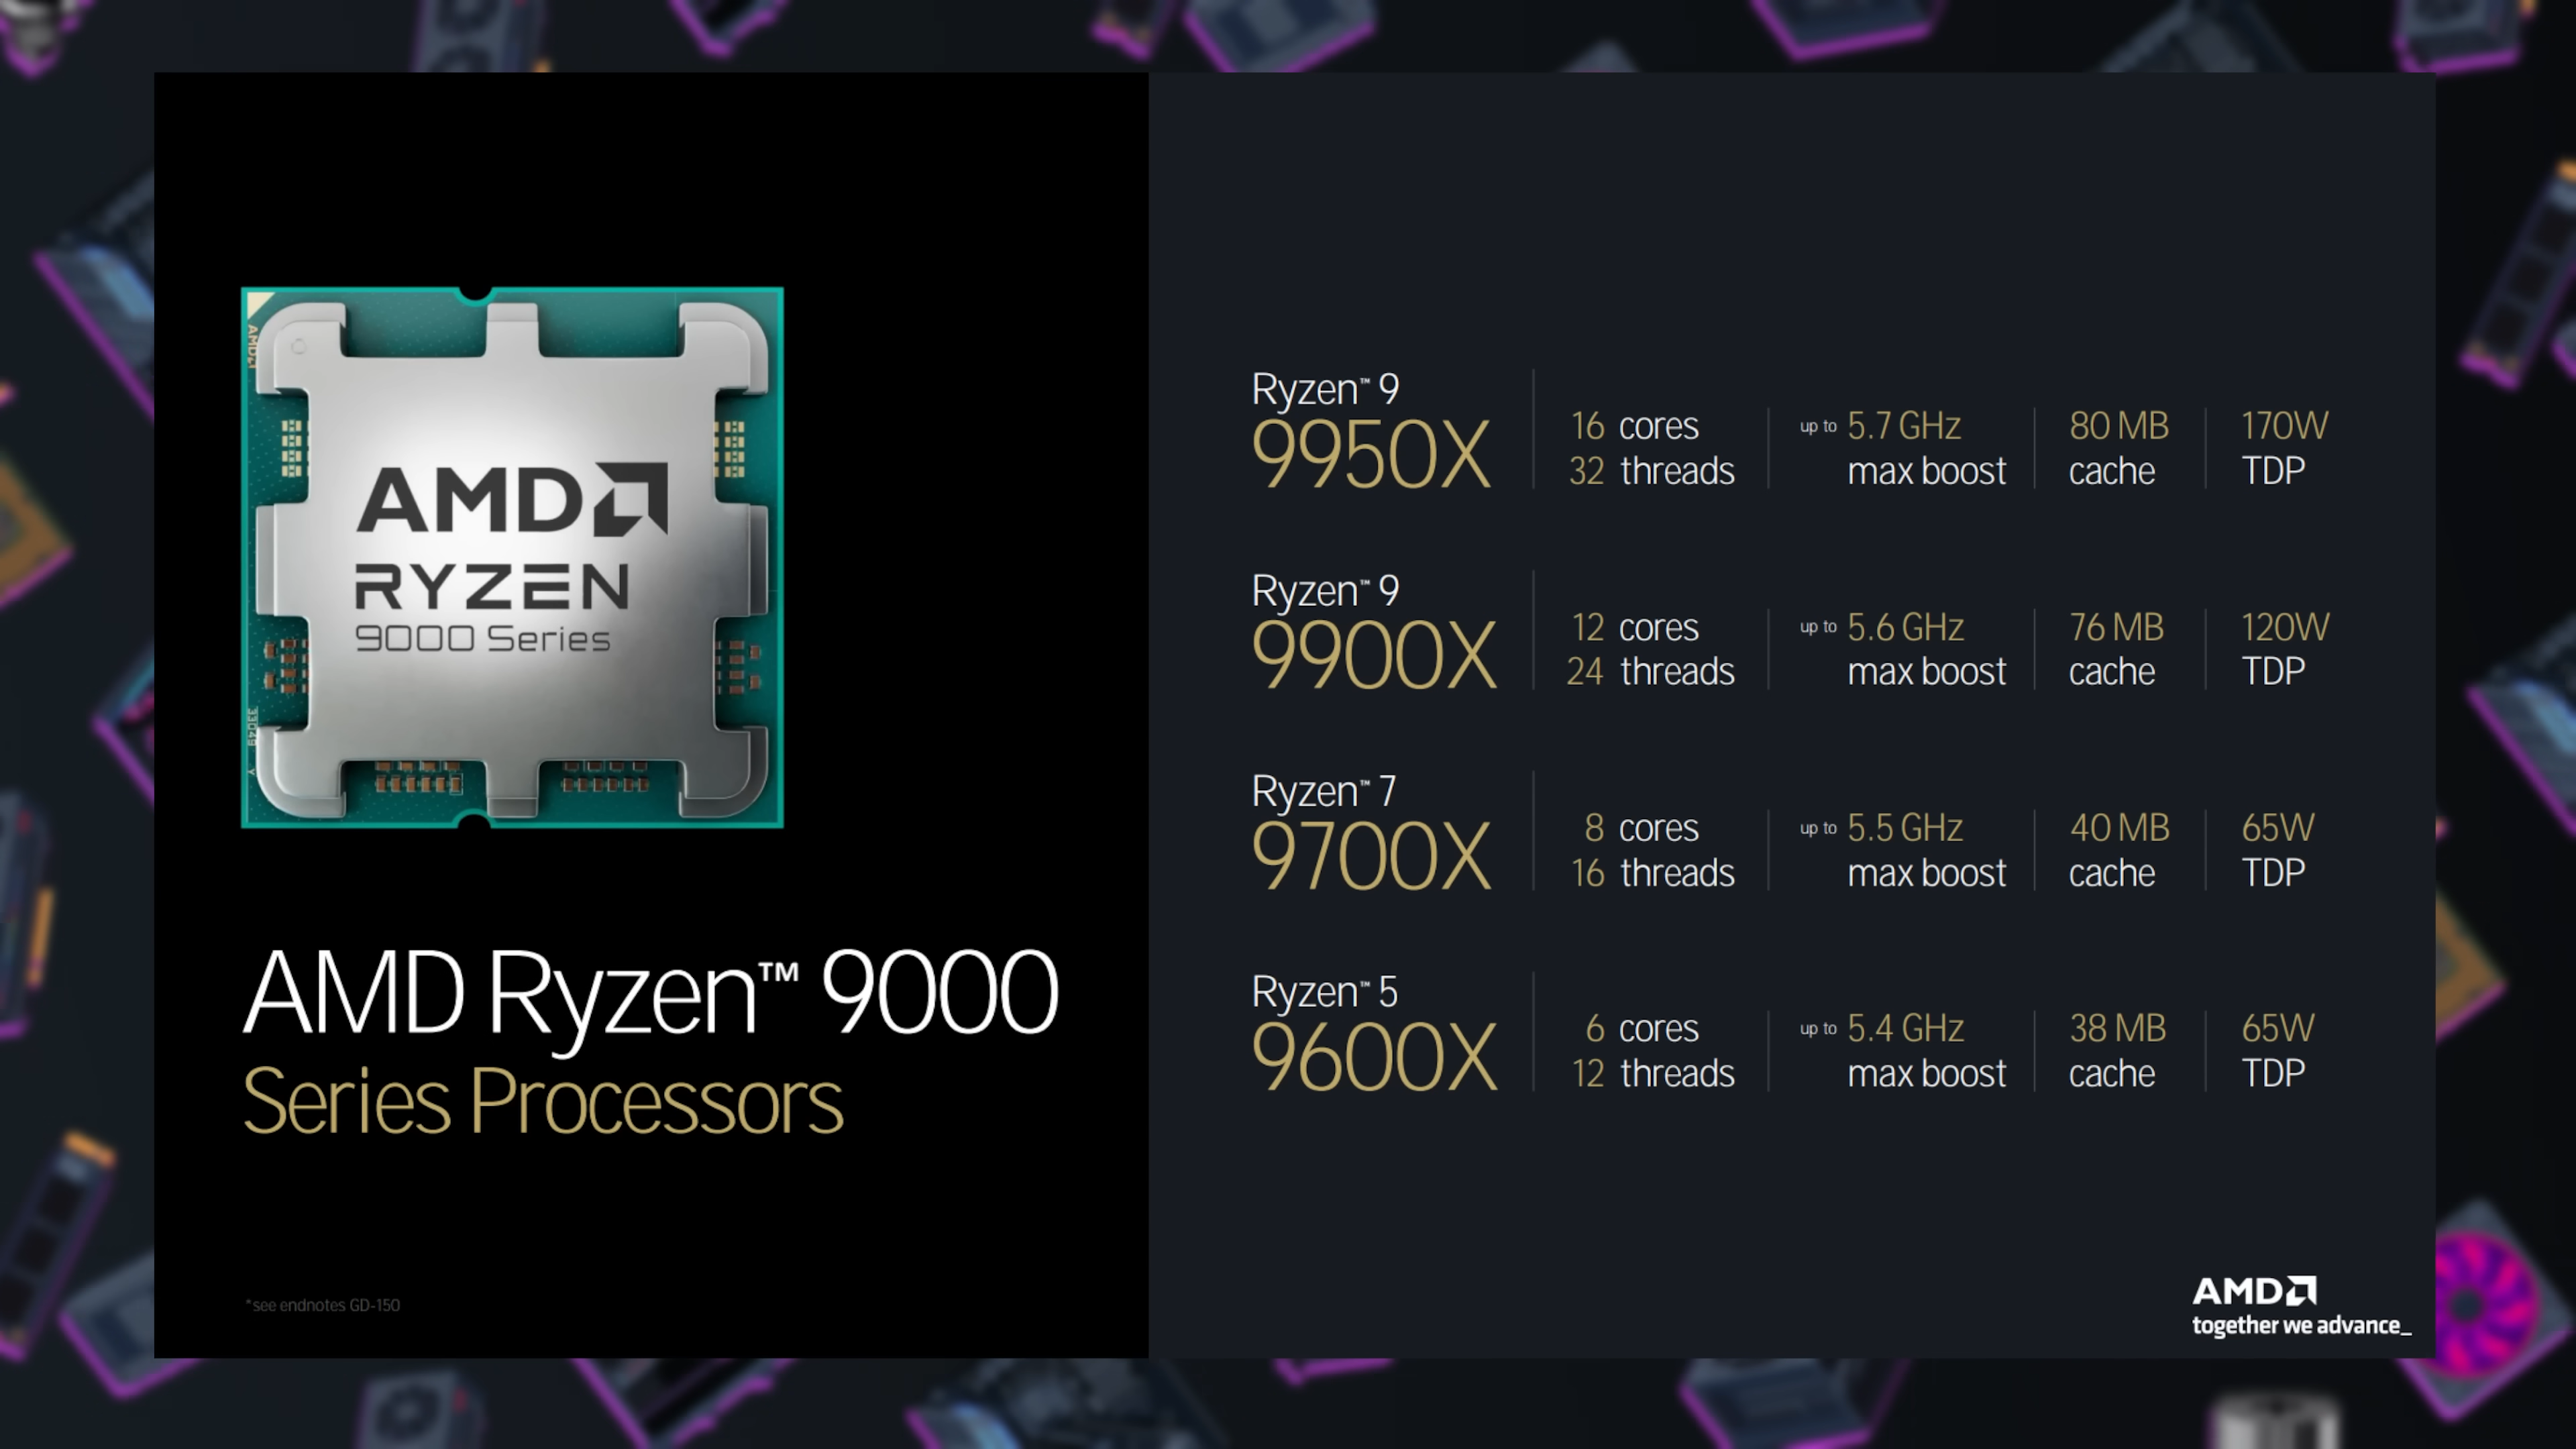 AMD
RYZEN
9000 Series
AMD Ryzen™ 9000
Series Processors
*see endnotes GD-150
Ryzen™ 9
9950X
16 cores
32 threads
up to 5.7 GHz
max boost
80 MB
cache
170W
TDP
Ryzen™ 9
9900X
12 cores
24 threads
up to 5.6 GHz
max boost
76 MB
cache
120W
TDP
Ryzen™ 7
9700X
8 cores
16 threads
up to 5.5 GHz
max boost
40 MB
cache
65W
TDP
Ryzen™ 5
9600X
6 cores
12 threads
up to 5.4 GHz
max boost
38 MB
cache
65W
TDP
AMD
together we advance_